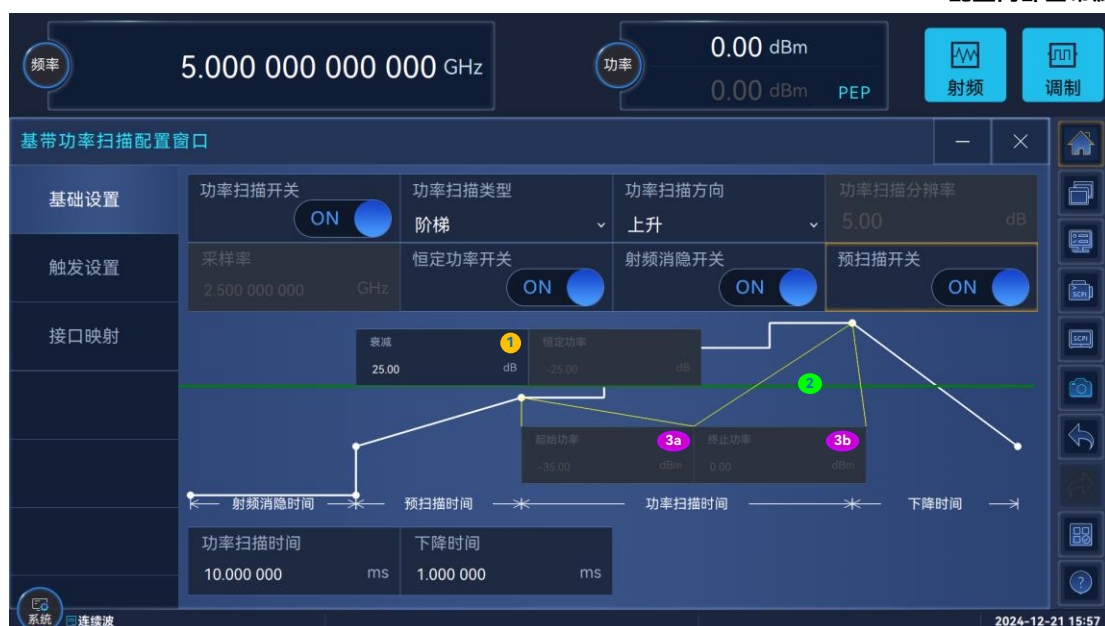 频率
5.000 000 000 000 GHz
功率
0.00 dBm
0.00 dBm PEP
射频
调制
基带功率扫描配置窗口
基础设置
触发设置
接口映射
功率扫描开关
ON
功率扫描类型
阶梯
功率扫描方向
上升
功率扫描分辨率
5.00 dB
采样率
2.500 000 000 GHz
恒定功率开关
ON
射频消隐开关
ON
预扫描开关
ON
衰减
25.00 dB
1
恒定功率
-25.00 dB
2
起始功率
-35.00 dBm
3a
终止功率
0.00 dBm
3b
射频消隐时间
预扫描时间
功率扫描时间
下降时间
功率扫描时间
10.000 000 ms
下降时间
1.000 000 ms
SCPI
SCPI
系统
连续波
2024-12-21 15:57